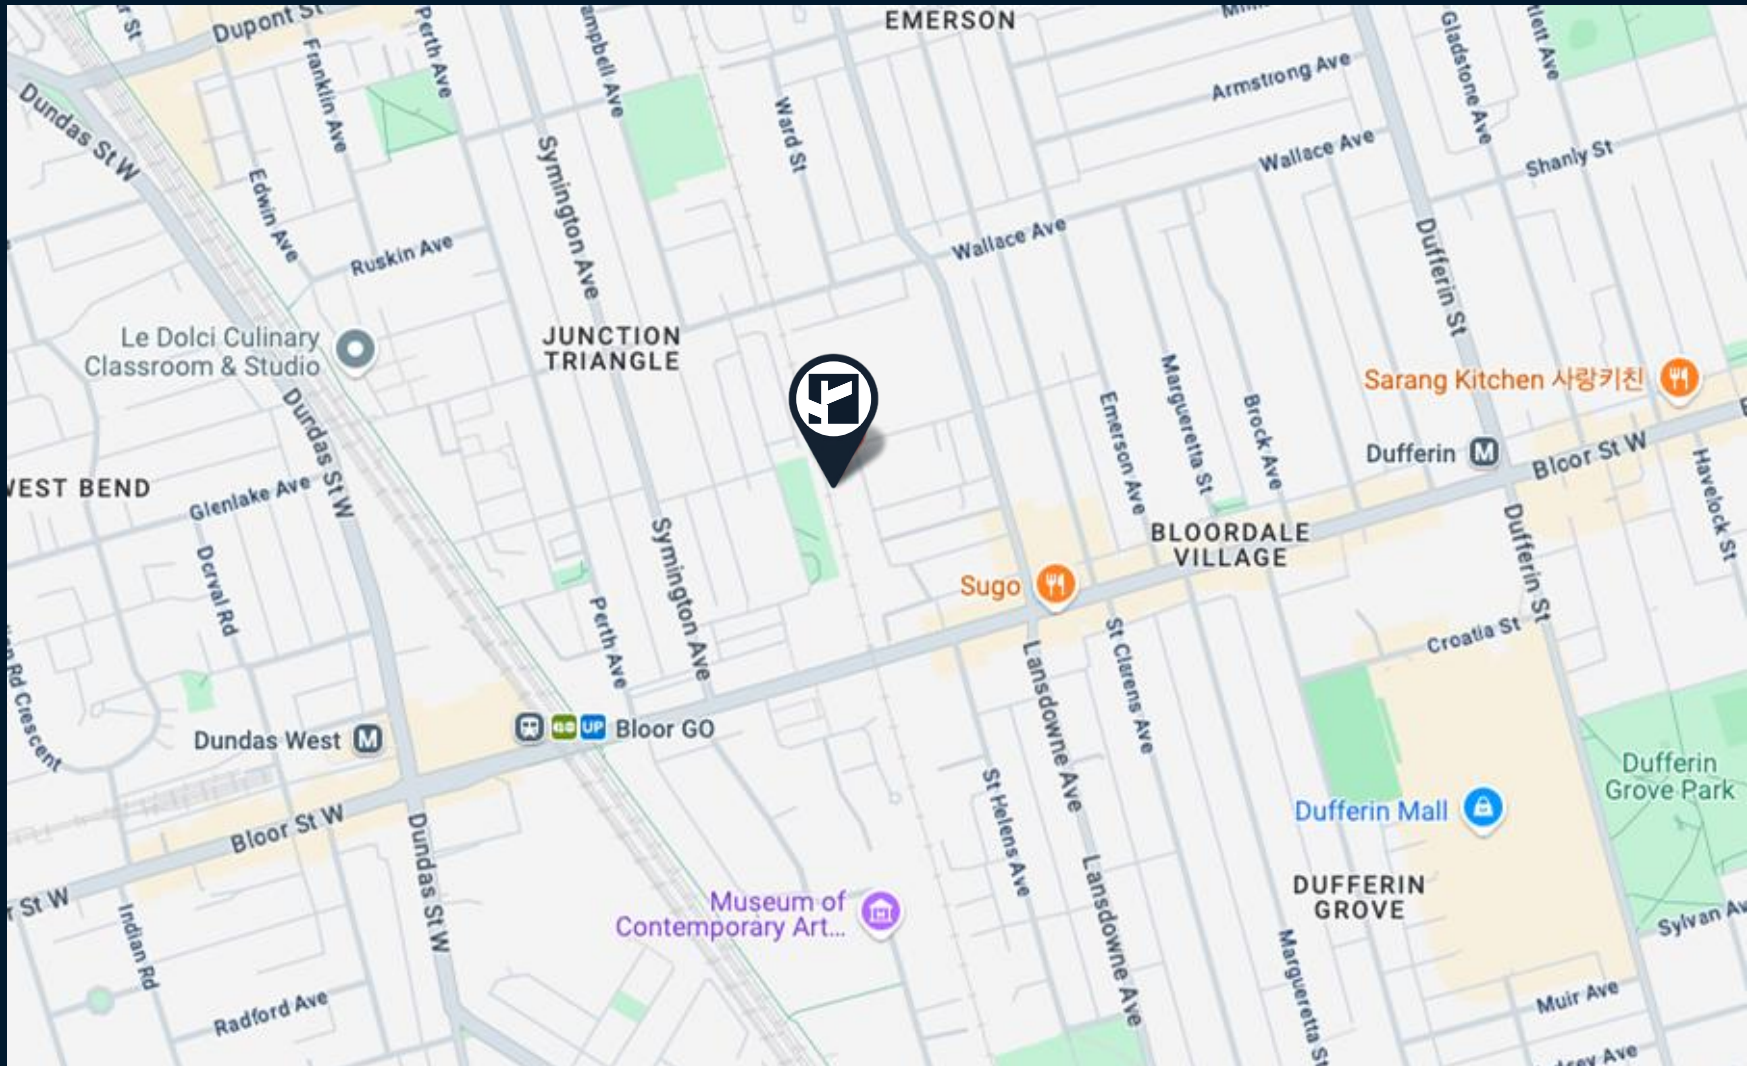 EMERSON
Dupont St
Franklin Ave
Perth Ave
Dundas St W
Edwin Ave
Ruskin Ave
Symington Ave
Ward St
Armstrong Ave
Gladstone Ave
Wallace Ave
Shanly St
Wallace Ave
Dufferin St
Le Dolci Culinary
Classroom & Studio
JUNCTION
TRIANGLE
Sarang Kitchen 사랑키친
Margueretta St
Brock Ave
Emerson Ave
Dundas St W
WEST BEND
Glenlake Ave
Dufferin
M
Bloor St W
Havelock St
Dorval Rd
Symington Ave
BLOORDALE
VILLAGE
Dufferin St
Sugo
Perth Ave
Croatia St
Lansdowne Ave
St Clarens Ave
Rd Crescent
Dundas West
M
GO
UP
Bloor GO
Dufferin
Grove Park
St Helens Ave
Dufferin Mall
Bloor St W
Dundas St W
Lansdowne Ave
DUFFERIN
GROVE
St W
Indian Rd
Museum of
Contemporary Art...
Sylvan Av
Margueretta St
Radford Ave
Muir Ave